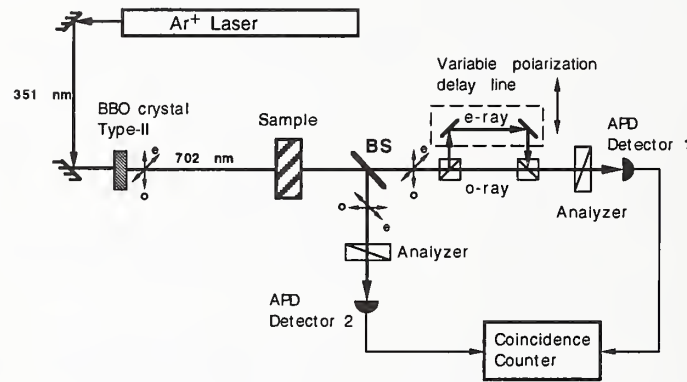 Ar+ Laser
351 nm
BBO crystal
Type-II
e
o
702 nm
Sample
BS
o
e
Variable polarization
delay line
e-ray
e
o
o-ray
APD
Detector 1
Analyzer
Analyzer
APD
Detector 2
Coincidence
Counter